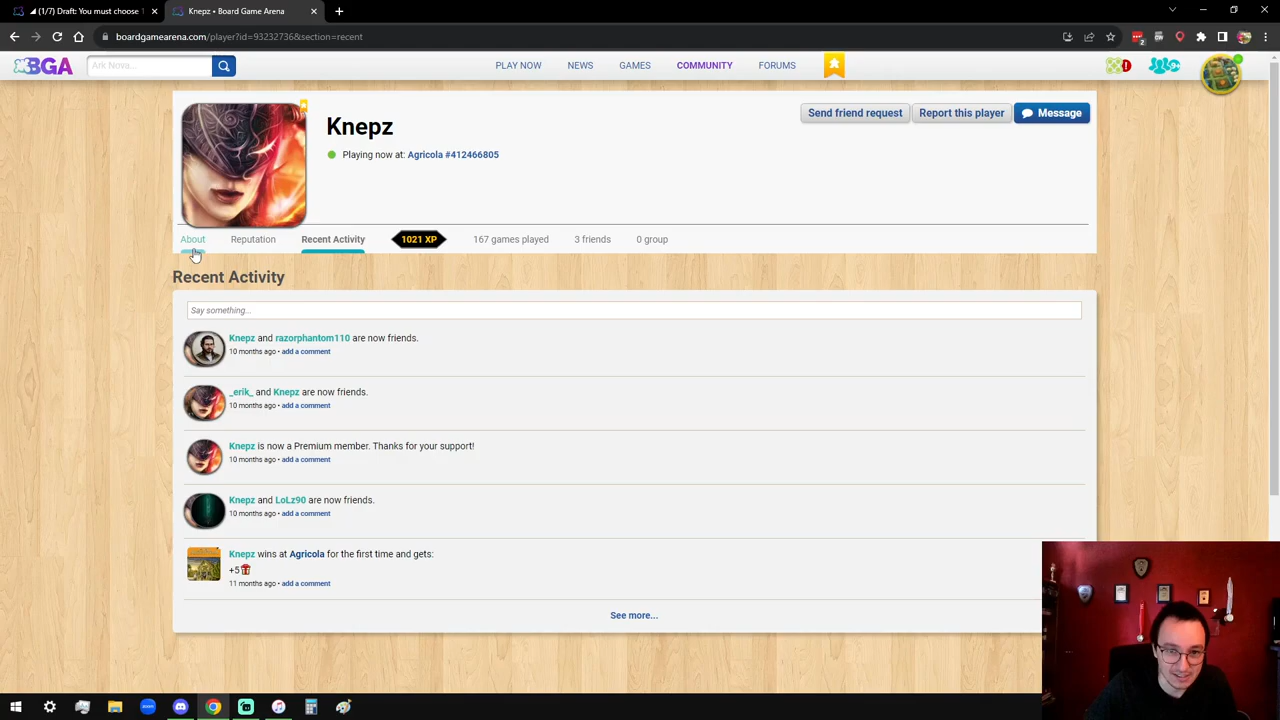 (1/7) Draft: You must choose 1
Knepz • Board Game Arena
boardgamearena.com/player?id=93232736&section=recent
BGA
Ark Nova...
PLAY NOW
NEWS
GAMES
COMMUNITY
FORUMS
Knepz
Playing now at: Agricola #412466805
Send friend request
Report this player
Message
About
Reputation
Recent Activity
1021 XP
167 games played
3 friends
0 group
Recent Activity
Say something...
Knepz and razorphantom110 are now friends.
10 months ago • add a comment
_erik_ and Knepz are now friends.
10 months ago • add a comment
Knepz is now a Premium member. Thanks for your support!
10 months ago • add a comment
Knepz and LoLz90 are now friends.
10 months ago • add a comment
Knepz wins at Agricola for the first time and gets:
+5
11 months ago • add a comment
See more...